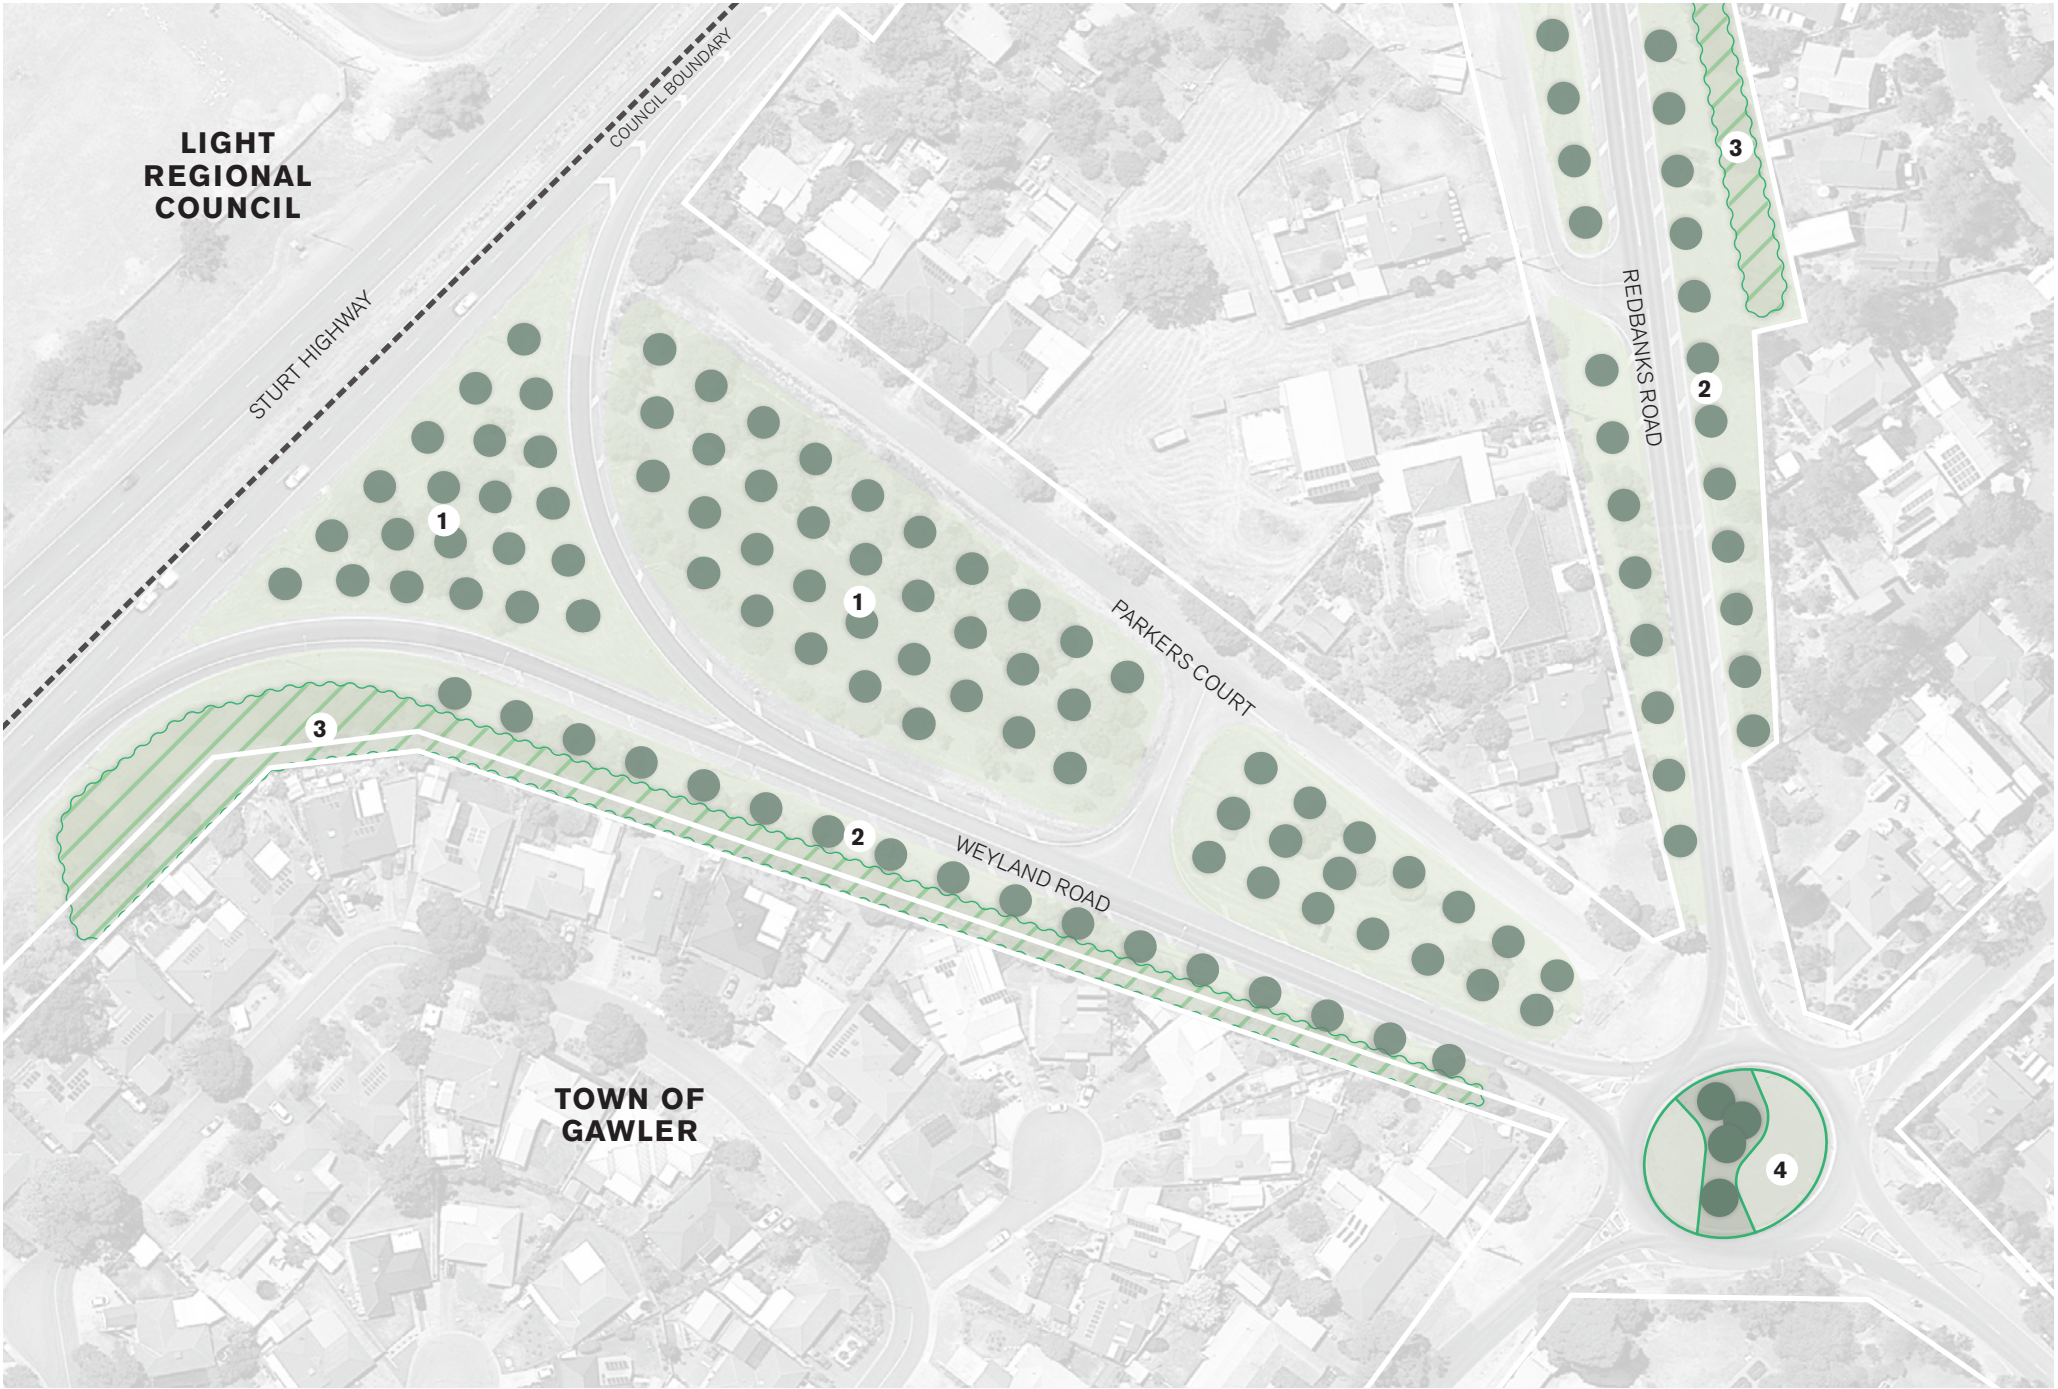 COUNCIL BOUNDARY
LIGHT
REGIONAL
COUNCIL
3
STURT HIGHWAY
REDBANKS ROAD
2
1
1
PARKERS COURT
3
2
WEYLAND ROAD
TOWN OF
GAWLER
4